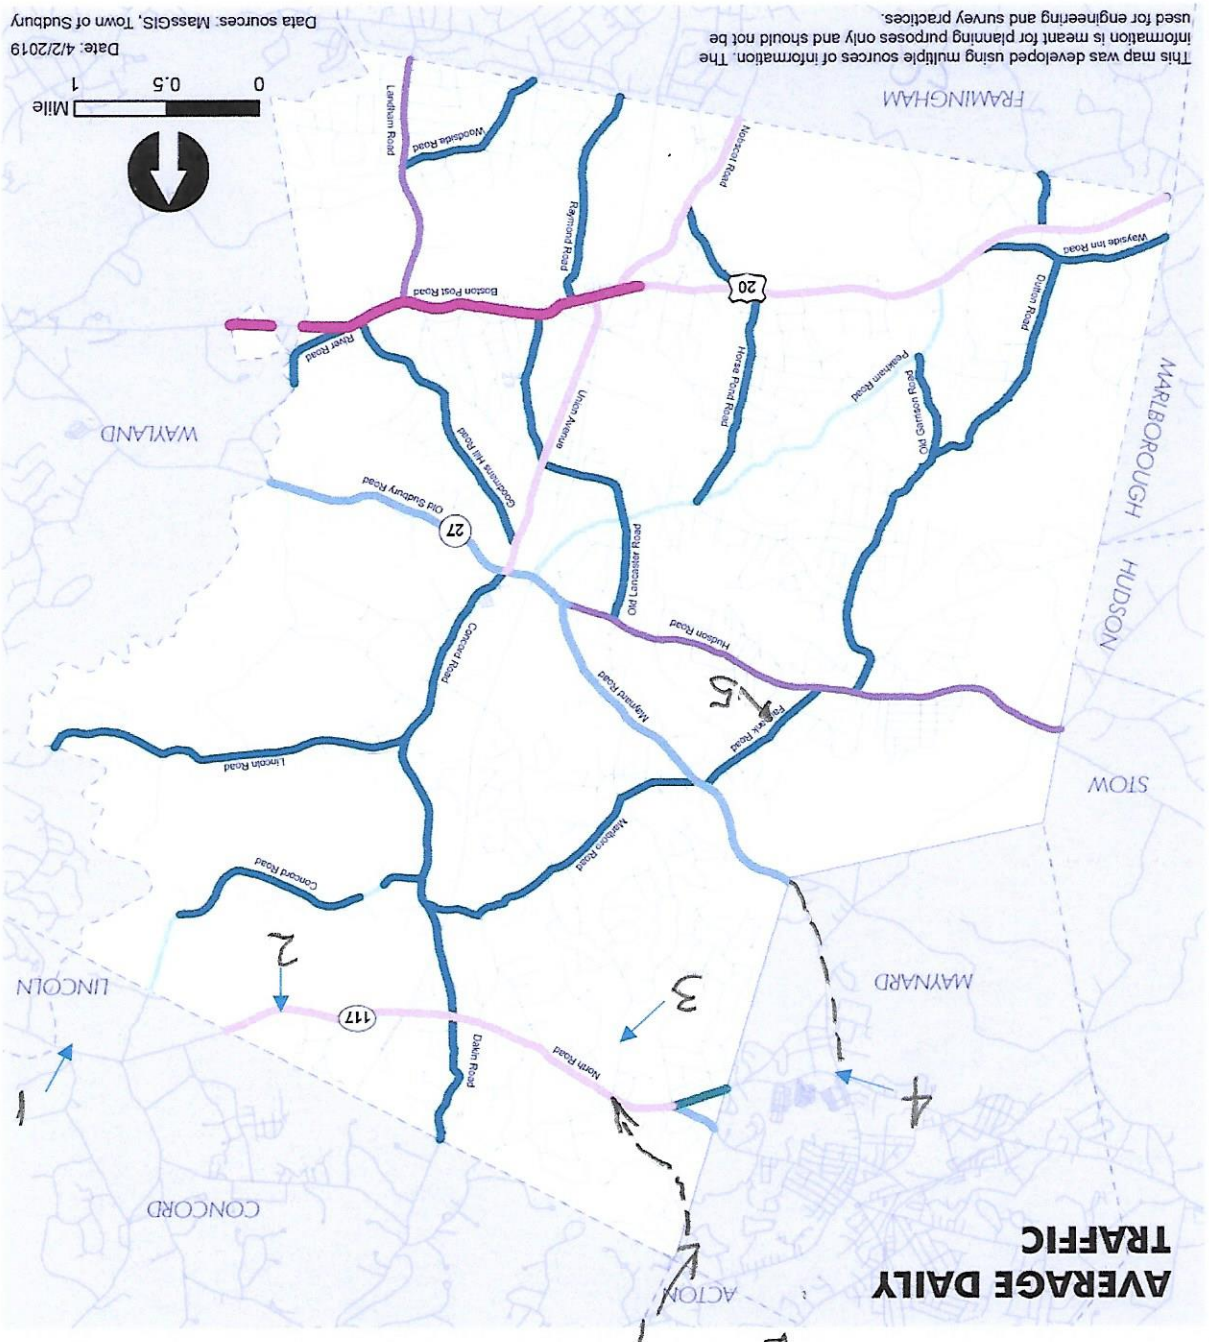 AVERAGE DAILY
TRAFFIC
ACTON
CONCORD
4
1
North Road
Dakin Road
117
3
2
MAYNARD
LINCOLN
Concord Road
Marlboro Road
STOW
Lincoln Road
Fairbank Road
5
Maynard Road
Hudson Road
Concord Road
HUDSON
Old Lancaster Road
27
Old Sudbury Road
Goodmans Hill Road
WAYLAND
MARLBOROUGH
Old Garrison Road
Peakham Road
Horse Pond Road
Union Avenue
River Road
Dutton Road
20
Boston Post Road
Wayside Inn Road
Raymond Road
Nobscot Road
Woodside Road
Landham Road
FRAMINGHAM
0 0.5 1
Mile
Date: 4/2/2019
Data sources: MassGIS, Town of Sudbury
This map was developed using multiple sources of information. The
information is meant for planning purposes only and should not be
used for engineering and survey practices.